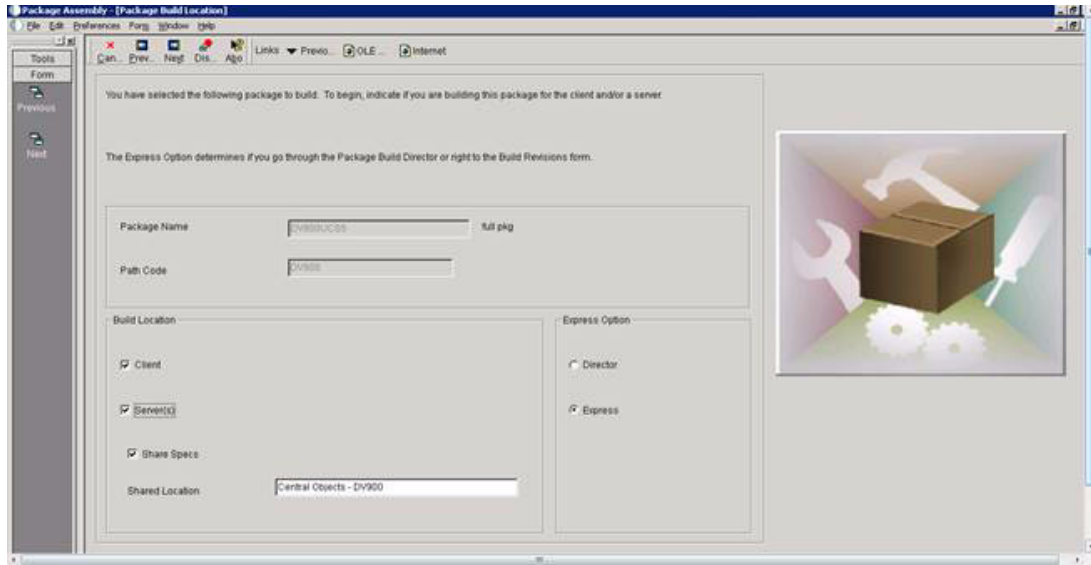 Package Assembly - [Package Build Location]
File Edit Preferences Form Window Help
Can... Prev... Next Dis... Abo Links Previo... OLE ... Internet
Tools
Form
Previous
Next
You have selected the following package to build. To begin, indicate if you are building this package for the client and/or a server.
The Express Option determines if you go through the Package Build Director or right to the Build Revisions form.
Package Name full pkg
Path Code DV900
Build Location
Express Option
Client
Director
Server(s)
Express
Share Specs
Shared Location Central Objects - DV900